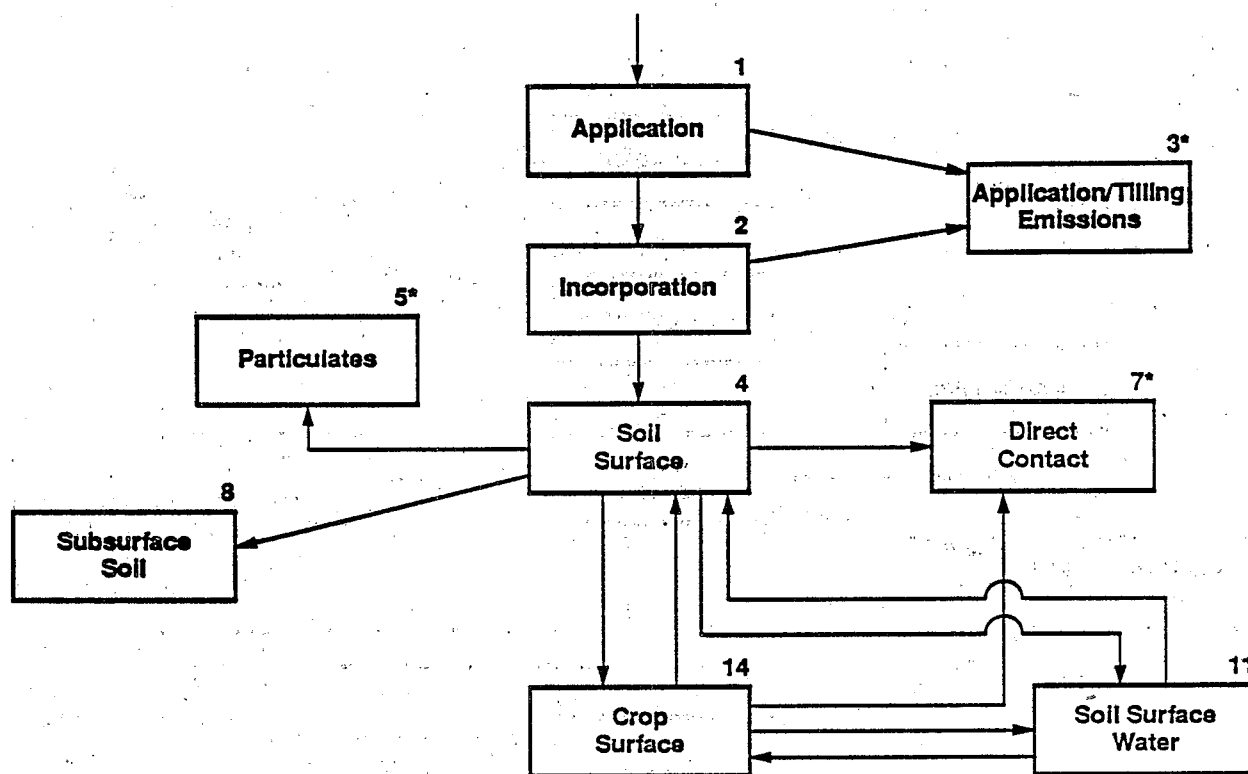 1
Application
3*
Application/Tilling
Emissions
2
Incorporation
5*
Particulates
4
Soil
Surface
7*
Direct
Contact
8
Subsurface
Soil
14
Crop
Surface
11
Soil Surface
Water